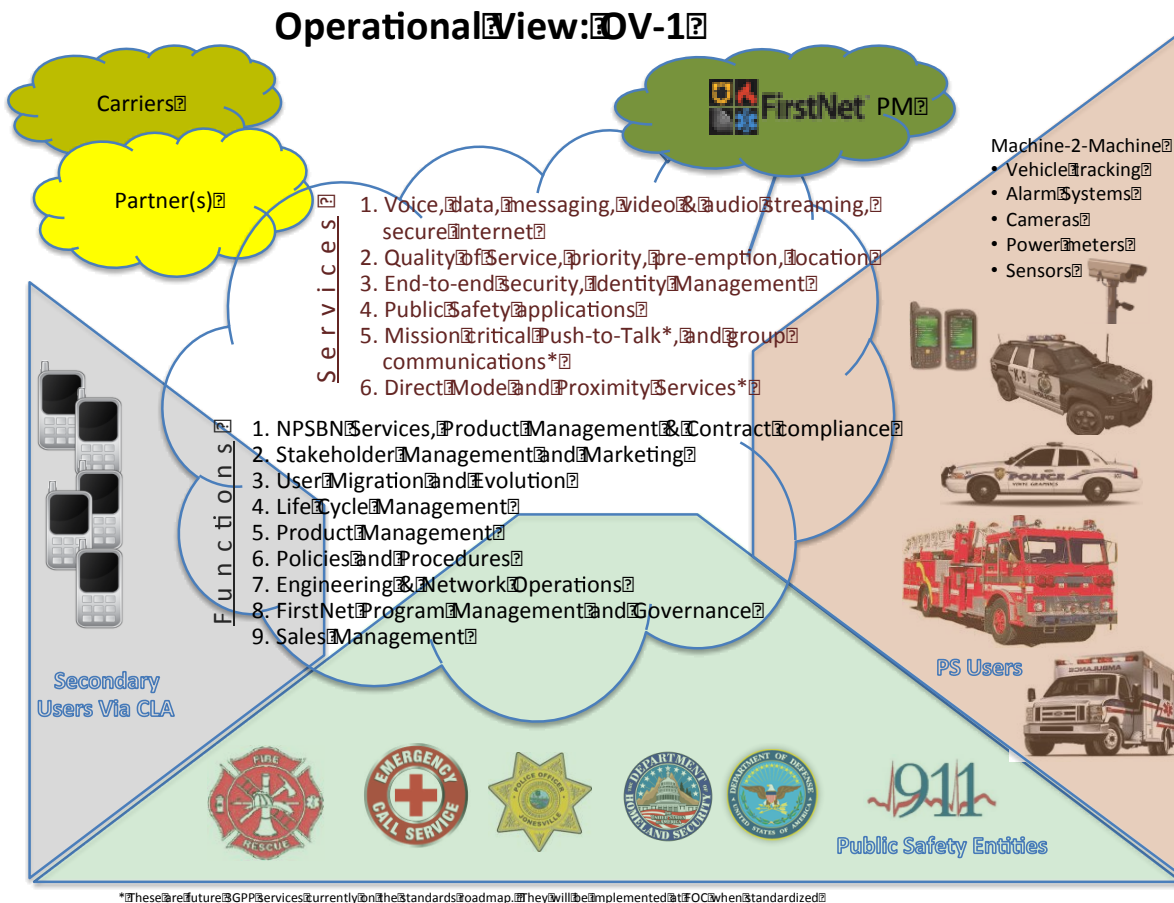 Operational View: OV-1
Carriers
Partner(s)
FirstNet PM
Machine-2-Machine
• Vehicle tracking
• Alarm Systems
• Cameras
• Power meters
• Sensors
Services
1. Voice, data, messaging, video & audio streaming,
secure internet
2. Quality of Service, priority, pre-emption, location
3. End-to-end security, Identity Management
4. Public Safety applications
5. Mission critical Push-to-Talk*, and group
communications*
6. Direct Mode and Proximity Services*
Functions
1. NPSBN Services, Product Management & Contract compliance
2. Stakeholder Management and Marketing
3. User Migration and Evolution
4. Life Cycle Management
5. Product Management
6. Policies and Procedures
7. Engineering & Network Operations
8. FirstNet Program Management and Governance
9. Sales Management
Secondary
Users Via CLA
K-9
POLICE
PS Users
AMBULANCE
FIRE
RESCUE
EMERGENCY
CALL SERVICE
POLICE OFFICER
JONESVILLE
DEPARTMENT
HOMELAND SECURITY
DEPARTMENT OF DEFENSE
UNITED STATES OF AMERICA
911
Public Safety Entities
* These are future 3GPP services currently on the standards roadmap. They will be implemented at FOC when standardized